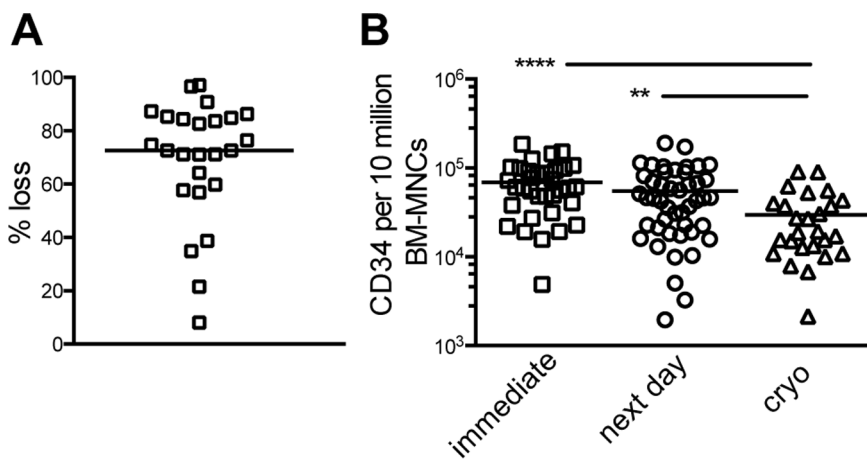 A
% loss
100
80
60
40
20
0
B
CD34 per 10 million
BM-MNCs
10⁶
10⁵
10⁴
10³
****
**
immediate
next day
cryo